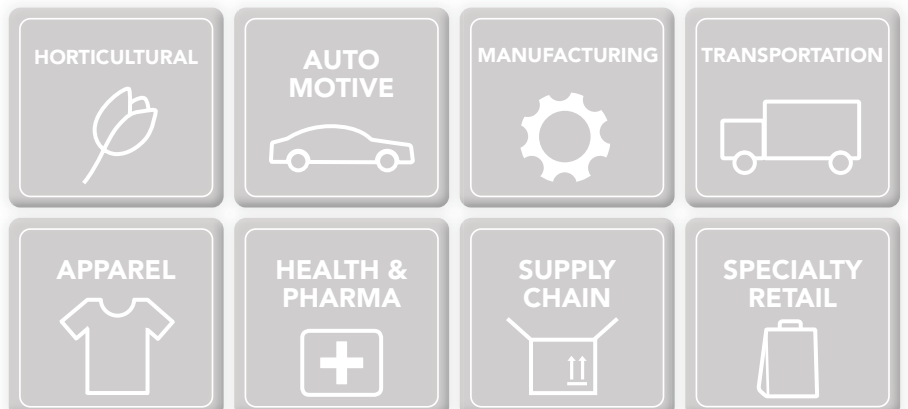 HORTICULTURAL
AUTO
MOTIVE
MANUFACTURING
TRANSPORTATION
APPAREL
HEALTH &
PHARMA
SUPPLY
CHAIN
SPECIALTY
RETAIL